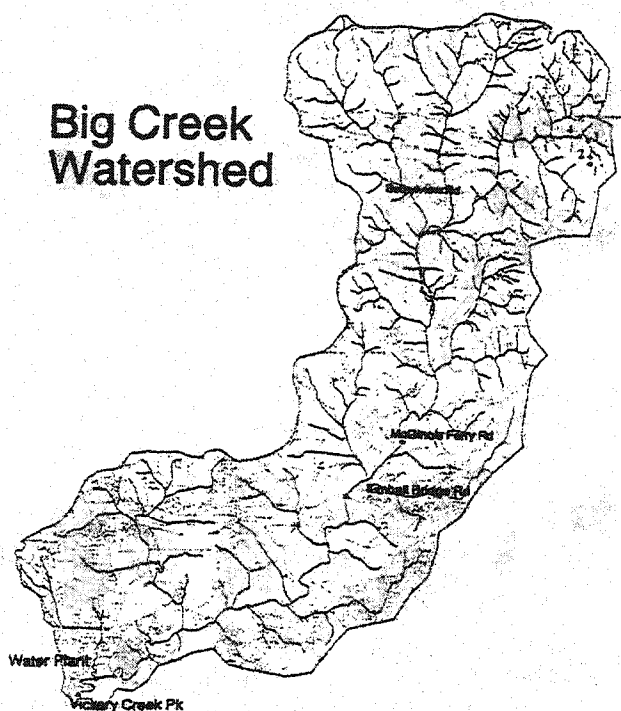 Big Creek
Watershed
McGinnis Ferry Rd
Kimball Bridge Rd
Water Plant
Vickery Creek Pk